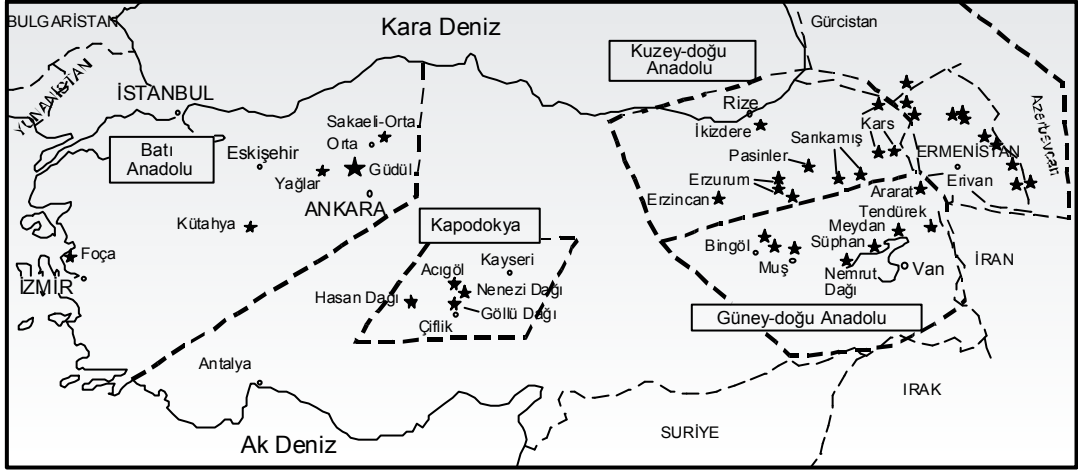 BULGARİSTAN
Kara Deniz
Gürcistan
Kuzey-doğu
Anadolu
YUNANİSTAN
İSTANBUL
Rize
İkizdere
Azerbeycan
Sakaeli-Orta
Orta
Batı
Anadolu
Eskişehir
Yağlar
Güdül
ANKARA
Kars
Sarıkamış
Pasinler
ERMENİSTAN
Erzurum
Erzincan
Ararat
Erivan
Kütahya
Kapodokya
Tendürek
Meydan
Bingöl
Süphan
Muş
Nemrut
Dağı
Van
İRAN
Foça
İZMİR
Acıgöl
Kayseri
Hasan Dağı
Nenezi Dağı
Göllü Dağı
Çiflik
Güney-doğu Anadolu
Antalya
Ak Deniz
SURİYE
IRAK